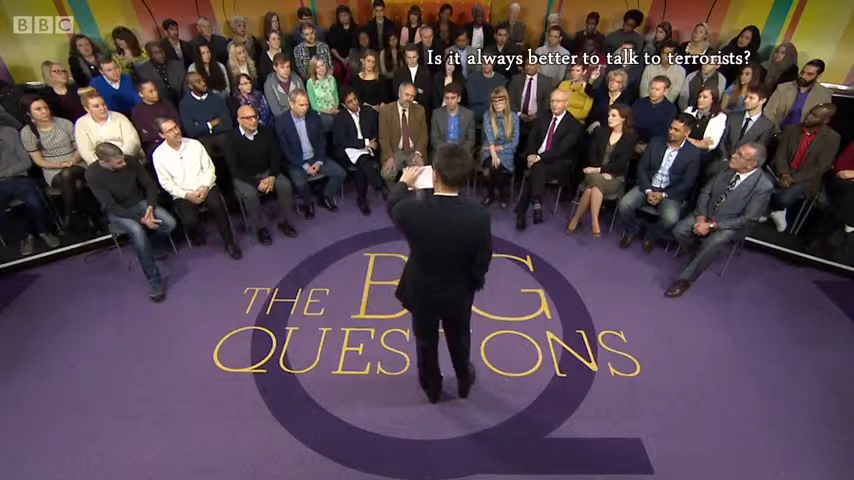 BBC
Is it always better to talk to terrorists?
THE BIG
QUESTIONS